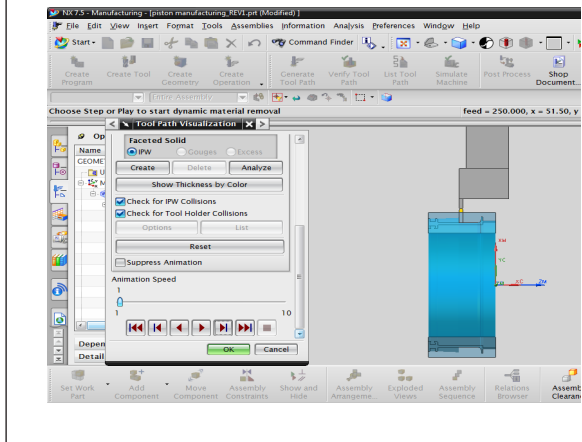 NX 7.5 - Manufacturing - [piston manufacturing_REV1.prt (Modified) ]
File Edit View Insert Format Tools Assemblies Information Analysis Preferences Window Help
Start Command Finder
Create Program Create Tool Create Geometry Create Operation Generate Tool Path Verify Tool Path List Tool Path Simulate Machine Post Process Shop Document...
Entire Assembly
Choose Step or Play to start dynamic material removal feed = 250.000, x = 51.50, y
Tool Path Visualization
Op
Name
GEOME
Faceted Solid
IPW Gouges Excess
Create Delete Analyze
Show Thickness by Color
Check for IPW Collisions
Check for Tool Holder Collisions
Options List
Reset
Suppress Animation
Animation Speed
1
1 10
OK Cancel
Depen
Detail
XM
YC
XC ZM
Set Work Part Add Component Move Component Assembly Constraints Show and Hide Assembly Arrangeme... Exploded Views Assembly Sequence Relations Browser Assemb Clearan